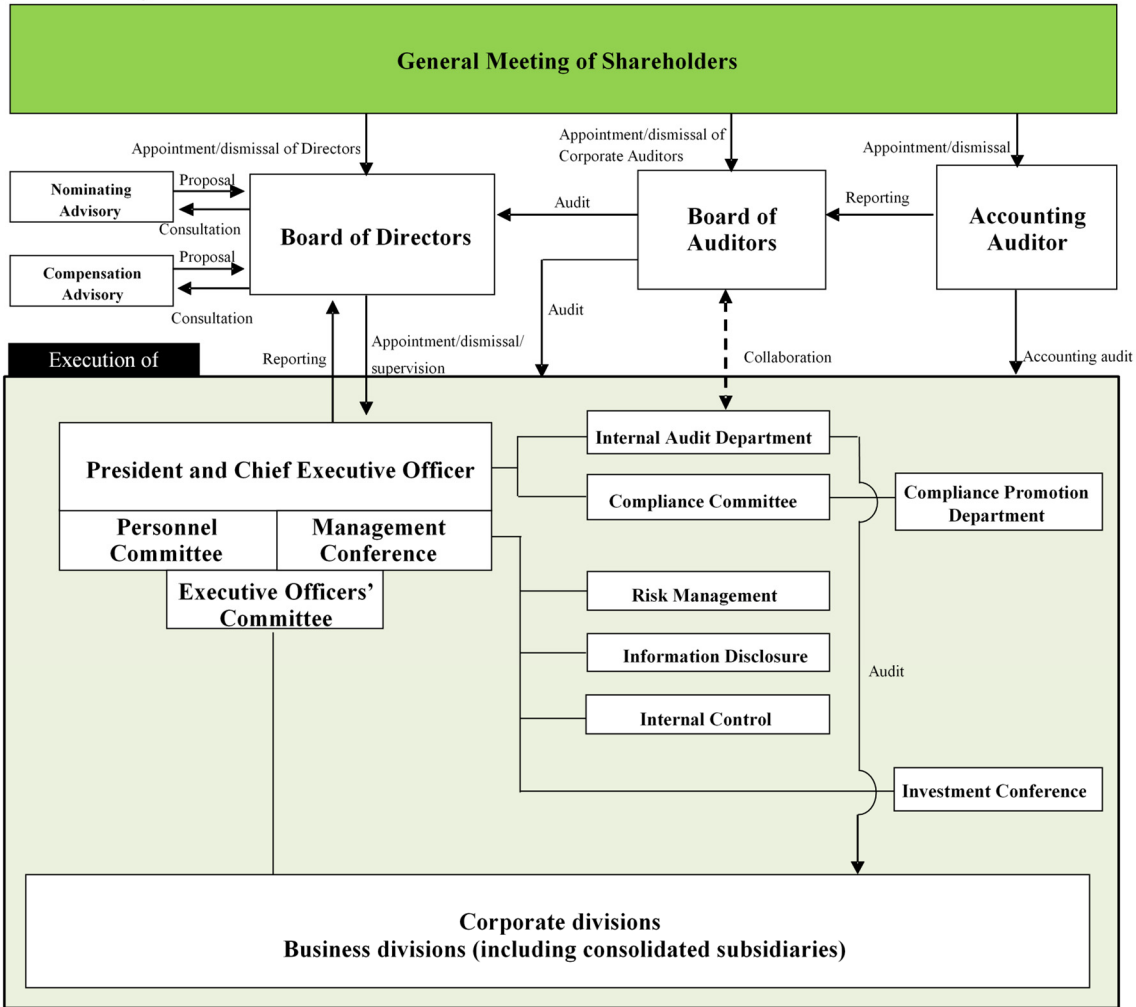 General Meeting of Shareholders
Appointment/dismissal of Directors
Appointment/dismissal of
Corporate Auditors
Appointment/dismissal
Nominating
Advisory
Proposal
Consultation
Board of Directors
Audit
Board of
Auditors
Reporting
Accounting
Auditor
Compensation
Advisory
Proposal
Consultation
Execution of
Reporting
Appointment/dismissal/
supervision
Audit
Collaboration
Accounting audit
President and Chief Executive Officer
Personnel
Committee
Management
Conference
Executive Officers’
Committee
Internal Audit Department
Compliance Committee
Compliance Promotion
Department
Risk Management
Information Disclosure
Internal Control
Audit
Investment Conference
Corporate divisions
Business divisions (including consolidated subsidiaries)